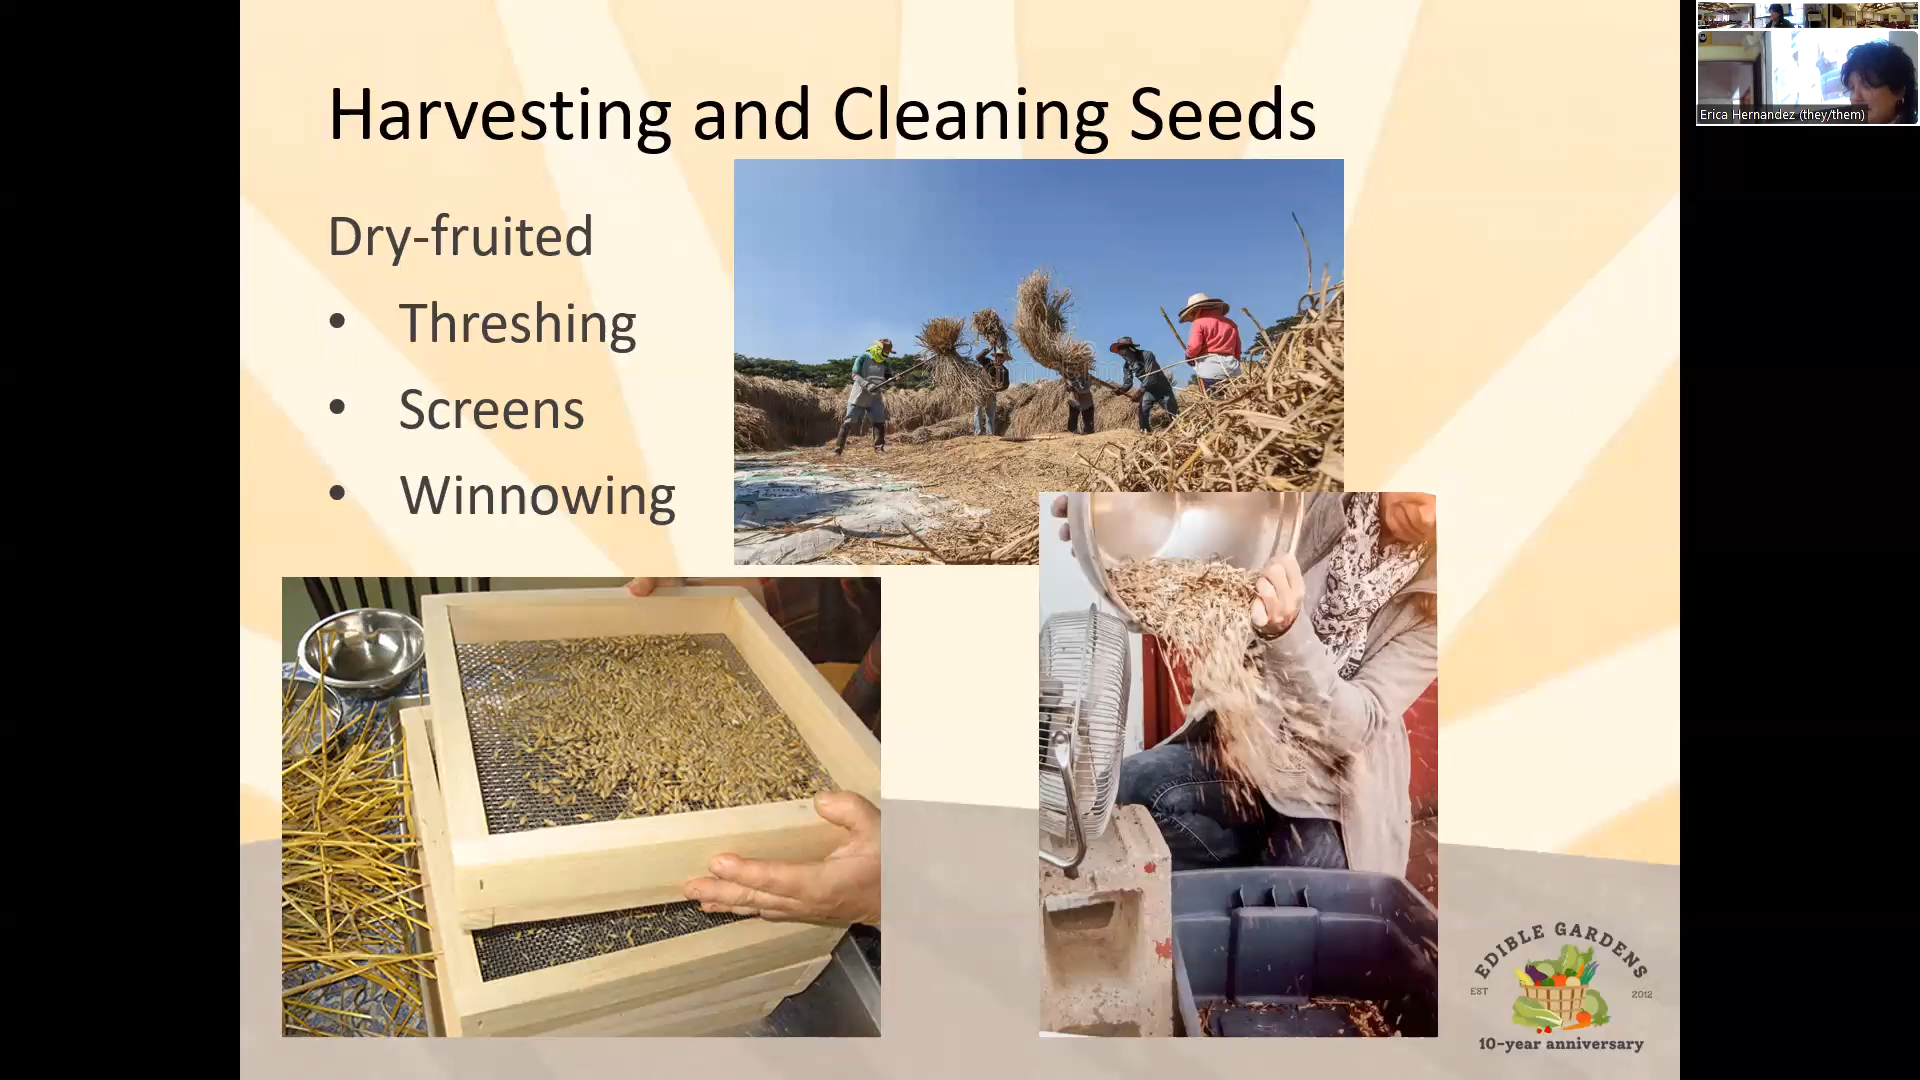 Harvesting and Cleaning Seeds
Dry-fruited
• Threshing
• Screens
• Winnowing
EDIBLE GARDENS
EST 2012
10-year anniversary
Erica Hernandez (they/them)